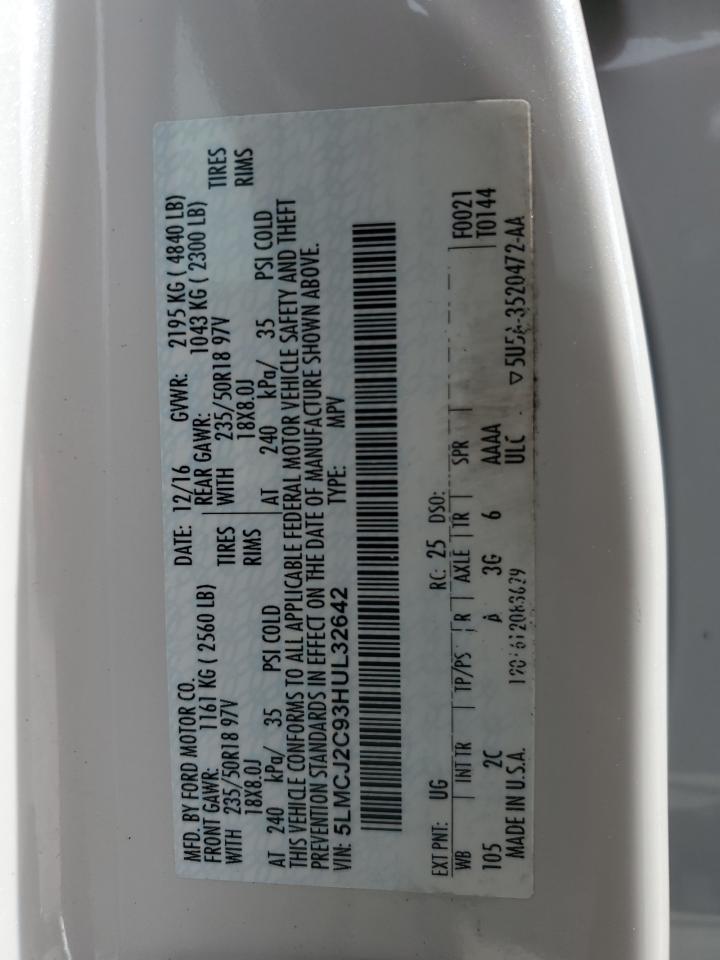 MFD. BY FORD MOTOR CO.
DATE: 12/16 GVWR: 2195 KG ( 4840 LB)
FRONT GAWR: 1161 KG ( 2560 LB)
REAR GAWR: 1043 KG ( 2300 LB)
WITH 235/50R18 97V TIRES
WITH 235/50R18 97V TIRES
18X8.0J RIMS
18X8.0J RIMS
AT 240 kPa/ 35 PSI COLD
AT 240 kPa/ 35 PSI COLD
THIS VEHICLE CONFORMS TO ALL APPLICABLE FEDERAL MOTOR VEHICLE SAFETY AND THEFT
PREVENTION STANDARDS IN EFFECT ON THE DATE OF MANUFACTURE SHOWN ABOVE.
VIN: 5LMCJ2C93HUL32642 TYPE: MPV
EXT PNT: UG RC: 25 DSO:
WB INT TR TP/PS R AXLE TR SPR F0021
105 2C A 3G 6 AAAA T0144
MADE IN U.S.A. ULC